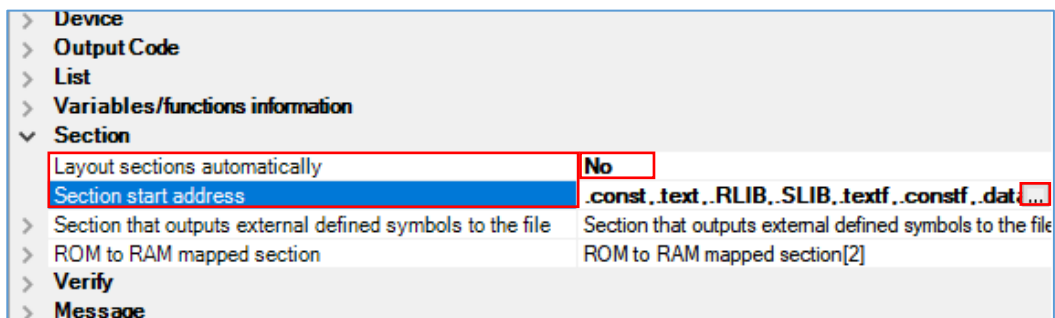 Device
Output Code
List
Variables/functions information
Section
Layout sections automatically No
Section start address .const,.text,.RLIB,.SLIB,.textf,.constf,.data...
Section that outputs external defined symbols to the file Section that outputs external defined symbols to the file
ROM to RAM mapped section ROM to RAM mapped section[2]
Verify
Message